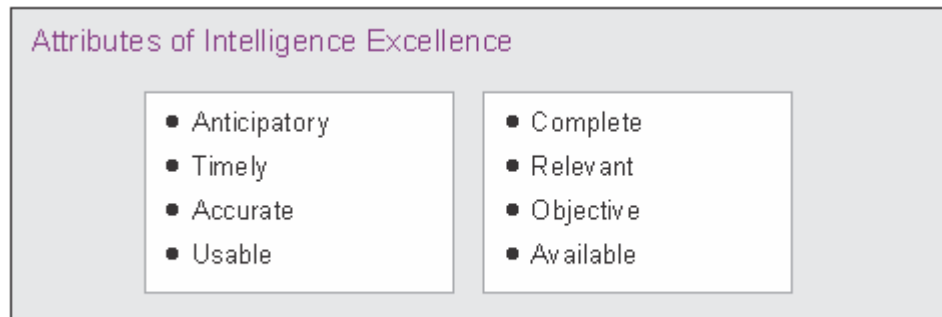 Attributes of Intelligence Excellence
• Anticipatory
• Timely
• Accurate
• Usable
• Complete
• Relevant
• Objective
• Available